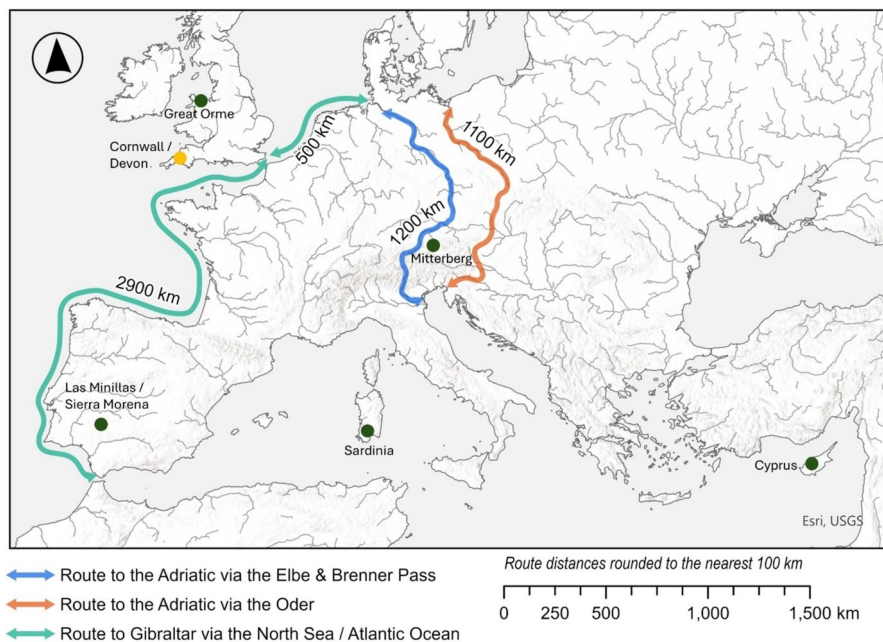 Great Orme
Cornwall /
Devon
500 km
1100 km
1200 km
Mitterberg
2900 km
Las Minillas /
Sierra Morena
Sardinia
Cyprus
Esri, USGS
Route to the Adriatic via the Elbe & Brenner Pass
Route to the Adriatic via the Oder
Route to Gibraltar via the North Sea / Atlantic Ocean
Route distances rounded to the nearest 100 km
0 250 500 1,000 1,500 km